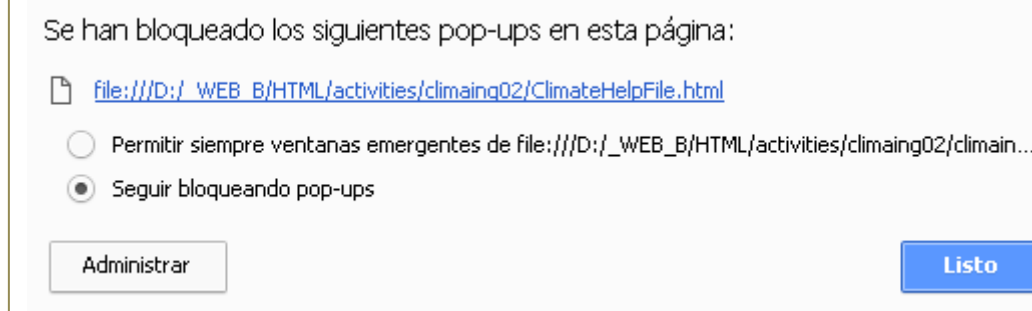 Se han bloqueado los siguientes pop-ups en esta página:
file:///D:/_WEB_B/HTML/activities/climaing02/ClimateHelpFile.html
Permitir siempre ventanas emergentes de file:///D:/_WEB_B/HTML/activities/climaing02/climain...
Seguir bloqueando pop-ups
Administrar Listo